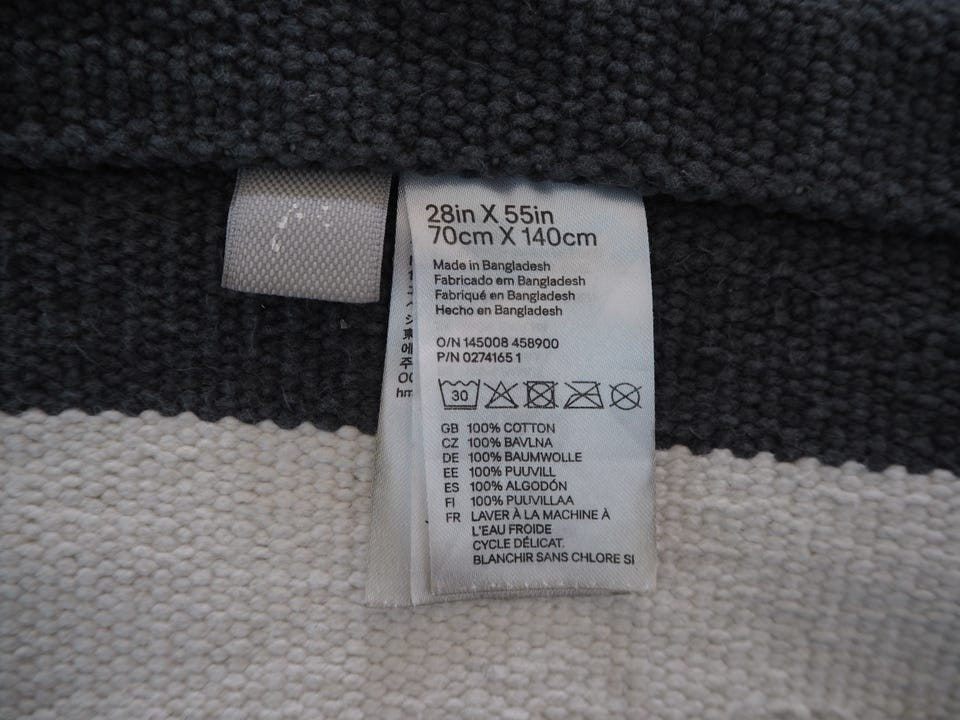 28in X 55in
70cm X 140cm
Made in Bangladesh
Fabricado em Bangladesh
Fabriqué en Bangladesh
Hecho en Bangladesh
O/N 145008 458900
P/N 0274165 1
30
GB 100% COTTON
CZ 100% BAVLNA
DE 100% BAUMWOLLE
EE 100% PUUVILL
ES 100% ALGODÓN
FI 100% PUUVILLAA
FR LAVER À LA MACHINE À
L'EAU FROIDE
CYCLE DÉLICAT.
BLANCHIR SANS CHLORE SI